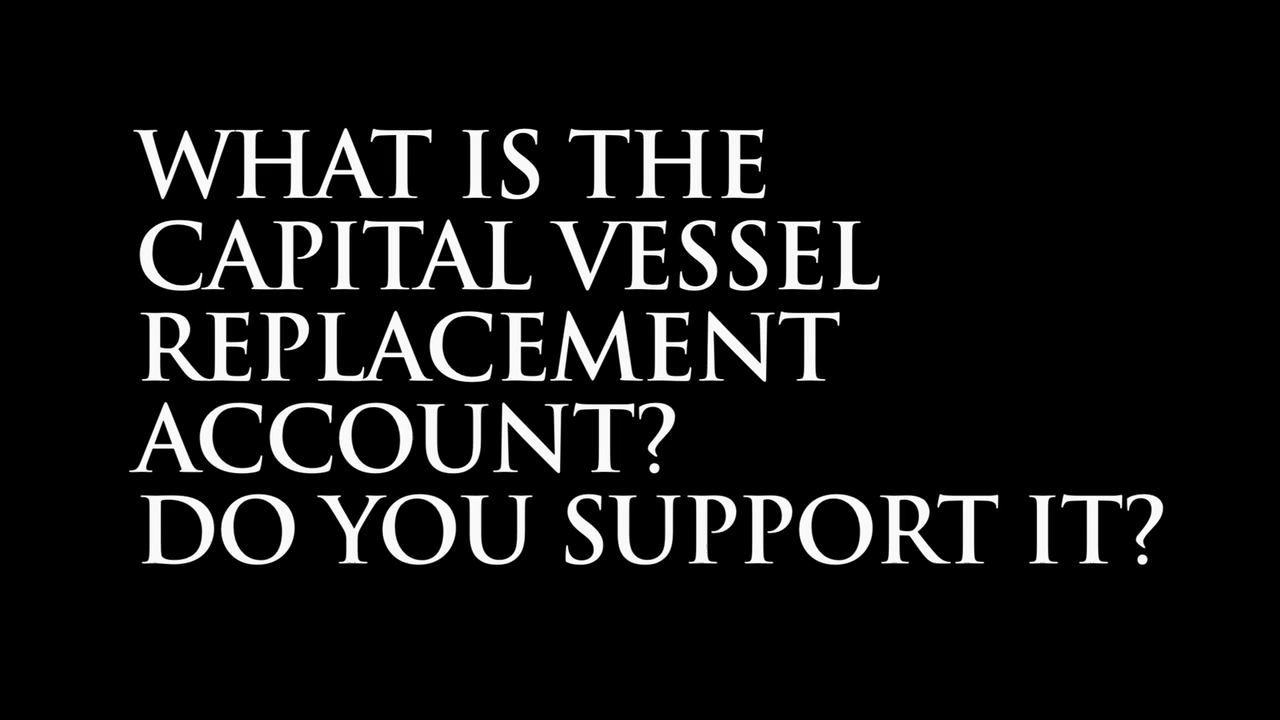 WHAT IS THE
CAPITAL VESSEL
REPLACEMENT
ACCOUNT?
DO YOU SUPPORT IT?